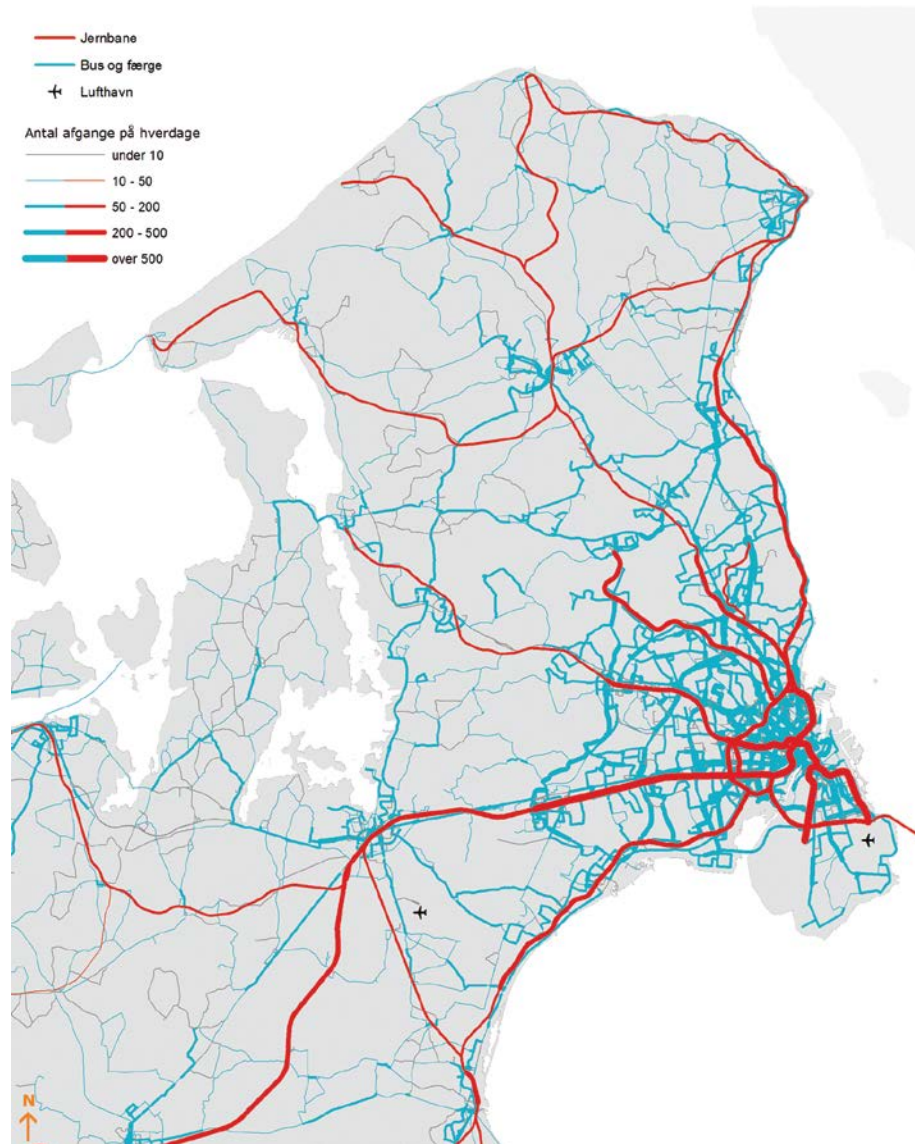 Jernbane
Bus og færge
Lufthavn
Antal afgange på hverdage
under 10
10 - 50
50 - 200
200 - 500
over 500
N